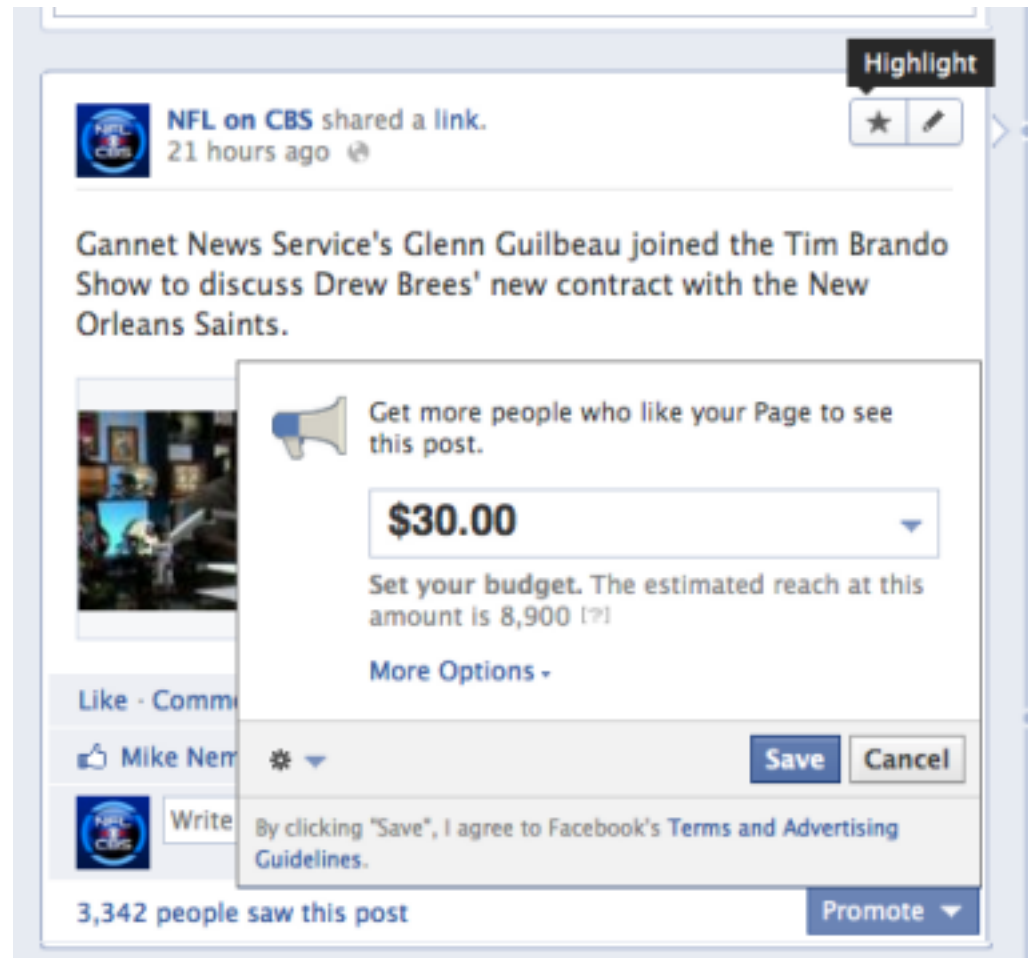 Highlight
NFL on CBS shared a link.
21 hours ago
Gannet News Service's Glenn Guilbeau joined the Tim Brando
Show to discuss Drew Brees' new contract with the New
Orleans Saints.
Get more people who like your Page to see
this post.
$30.00
Set your budget. The estimated reach at this
amount is 8,900 [?]
More Options
Like · Comm
Mike Nem
Save Cancel
Write
By clicking "Save", I agree to Facebook's Terms and Advertising
Guidelines.
3,342 people saw this post
Promote